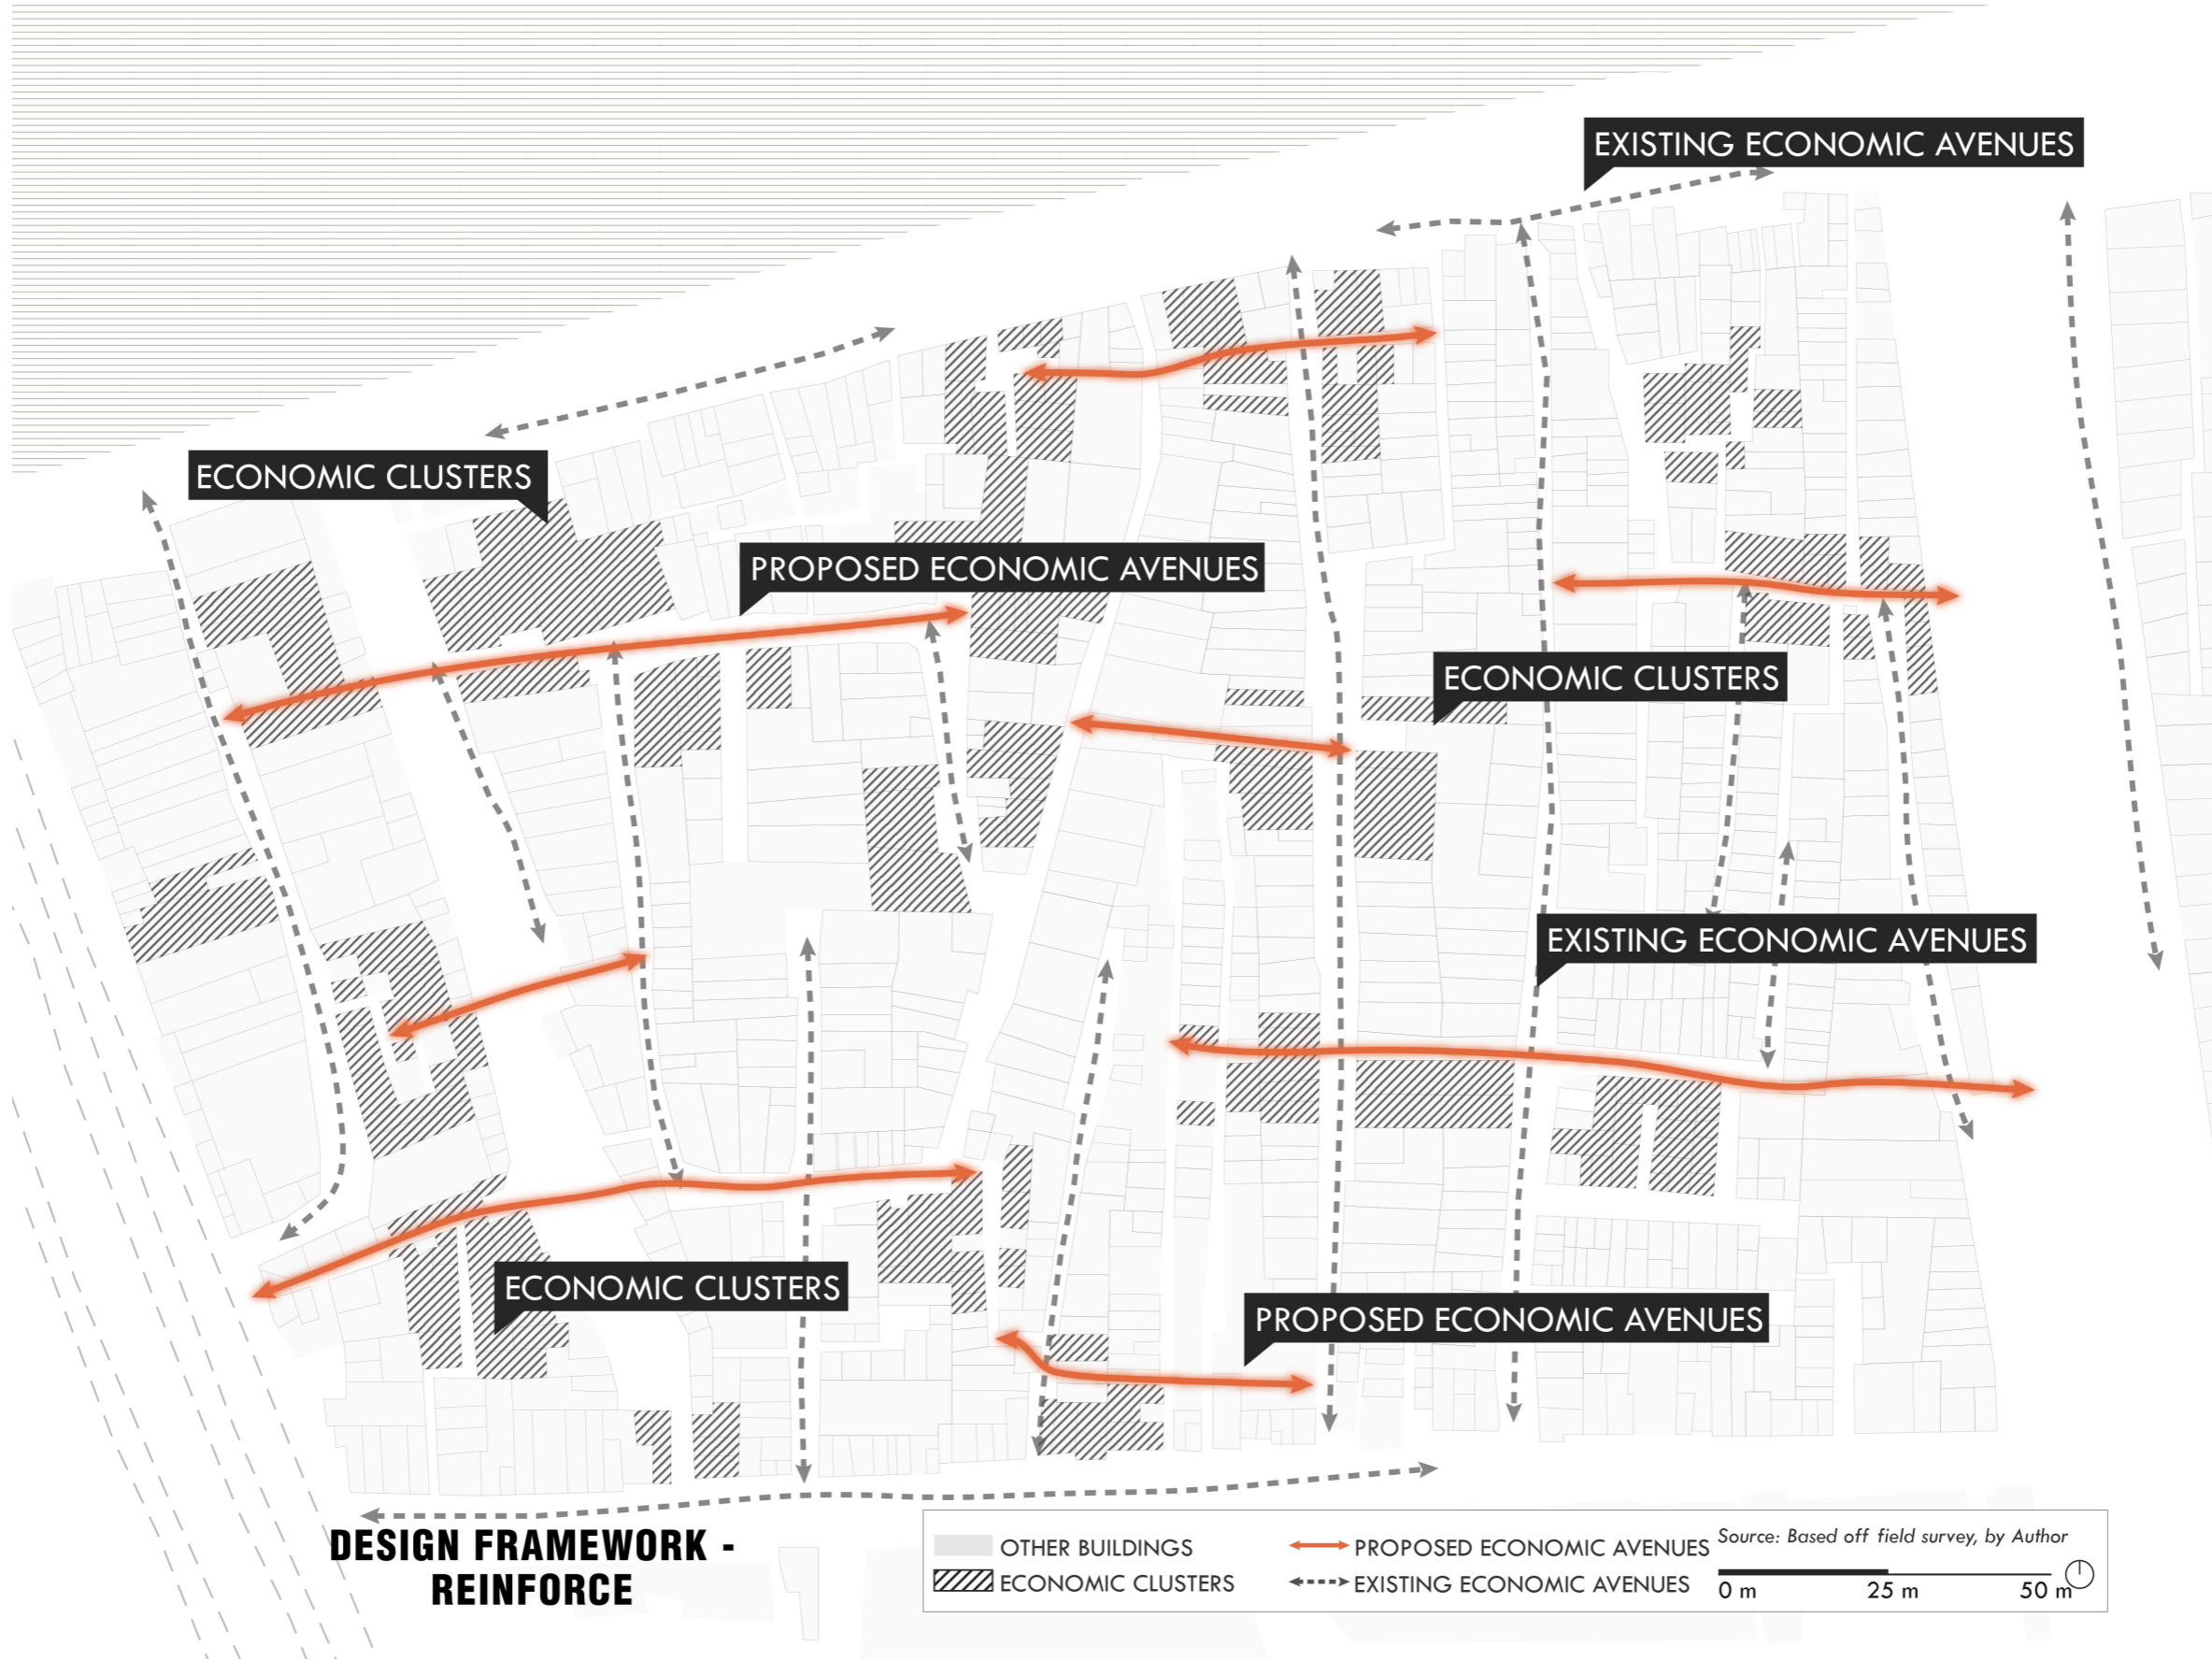 EXISTING ECONOMIC AVENUES
ECONOMIC CLUSTERS
PROPOSED ECONOMIC AVENUES
ECONOMIC CLUSTERS
EXISTING ECONOMIC AVENUES
ECONOMIC CLUSTERS
PROPOSED ECONOMIC AVENUES
DESIGN FRAMEWORK -
REINFORCE
OTHER BUILDINGS
ECONOMIC CLUSTERS
PROPOSED ECONOMIC AVENUES
EXISTING ECONOMIC AVENUES
Source: Based off field survey, by Author
0 m 25 m 50 m